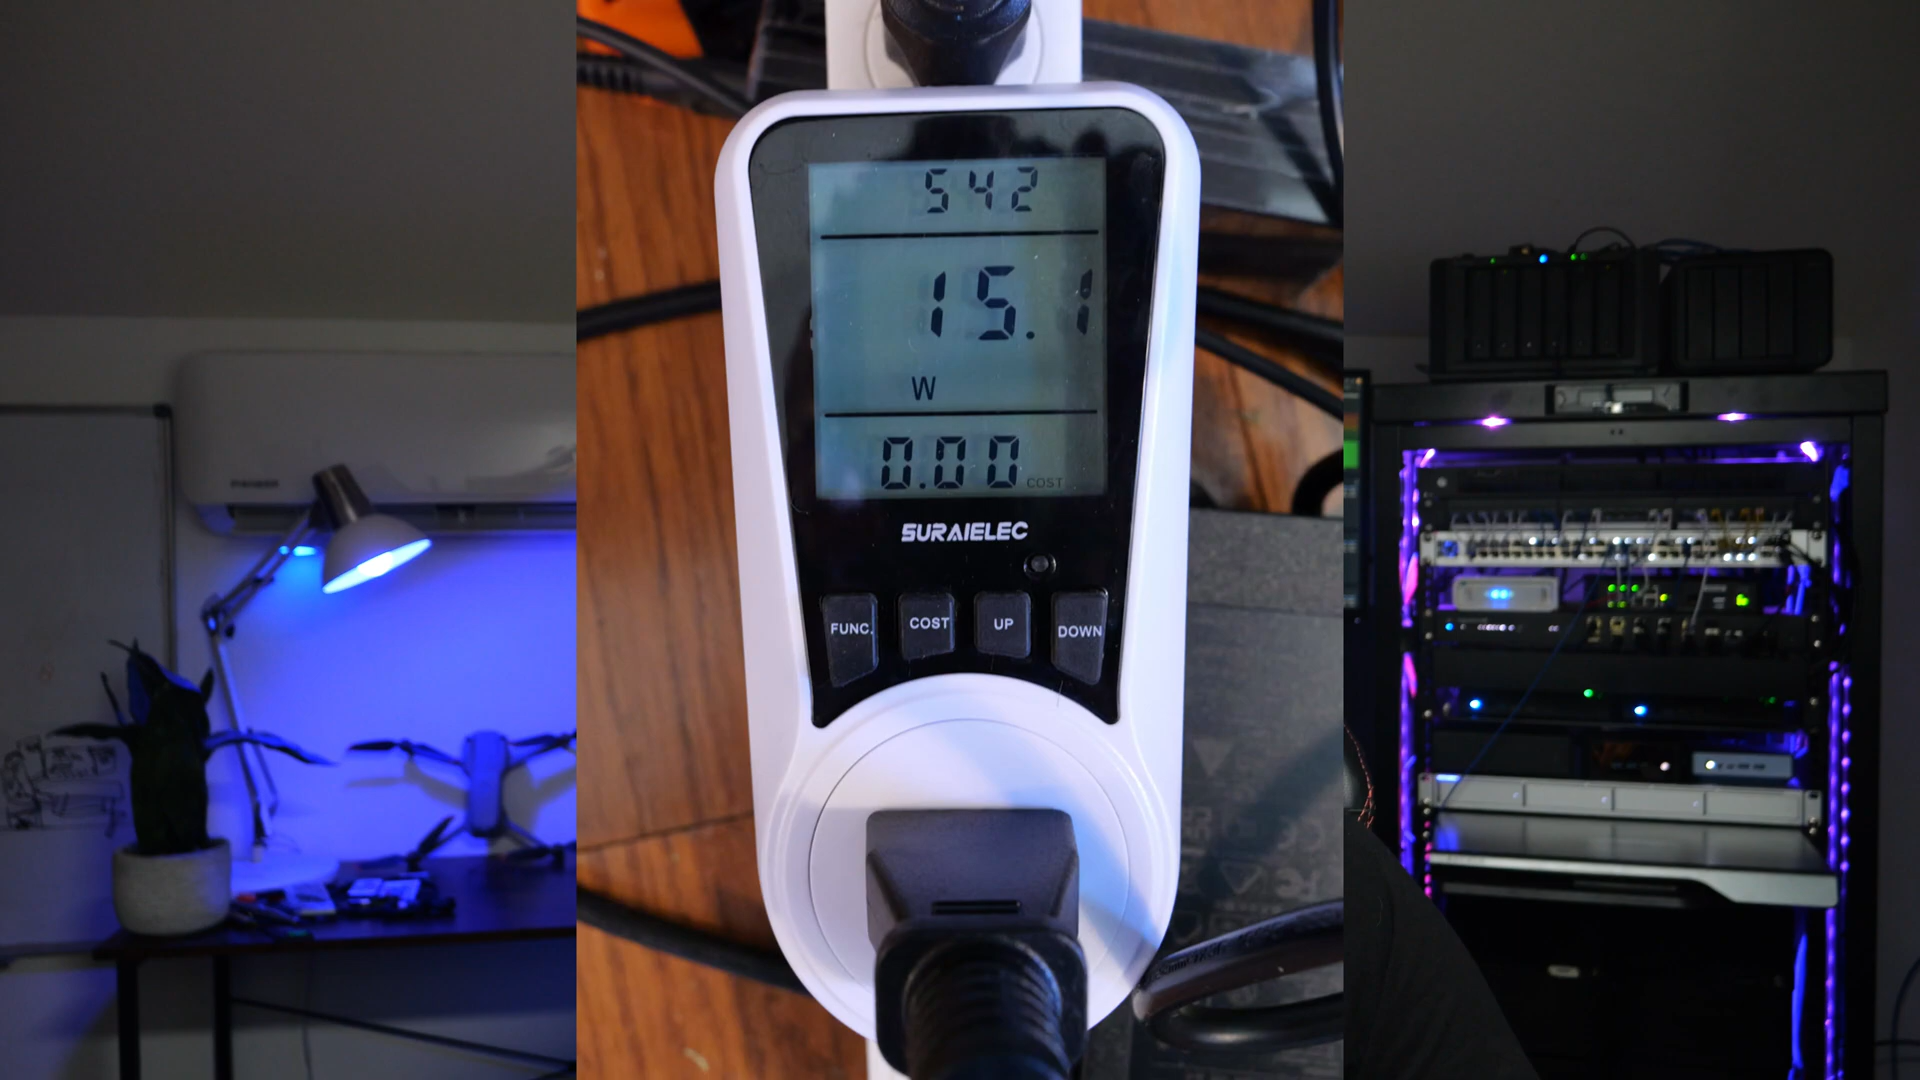 542
15.1
W
0.00 COST
SURAIELEC
FUNC. COST UP DOWN